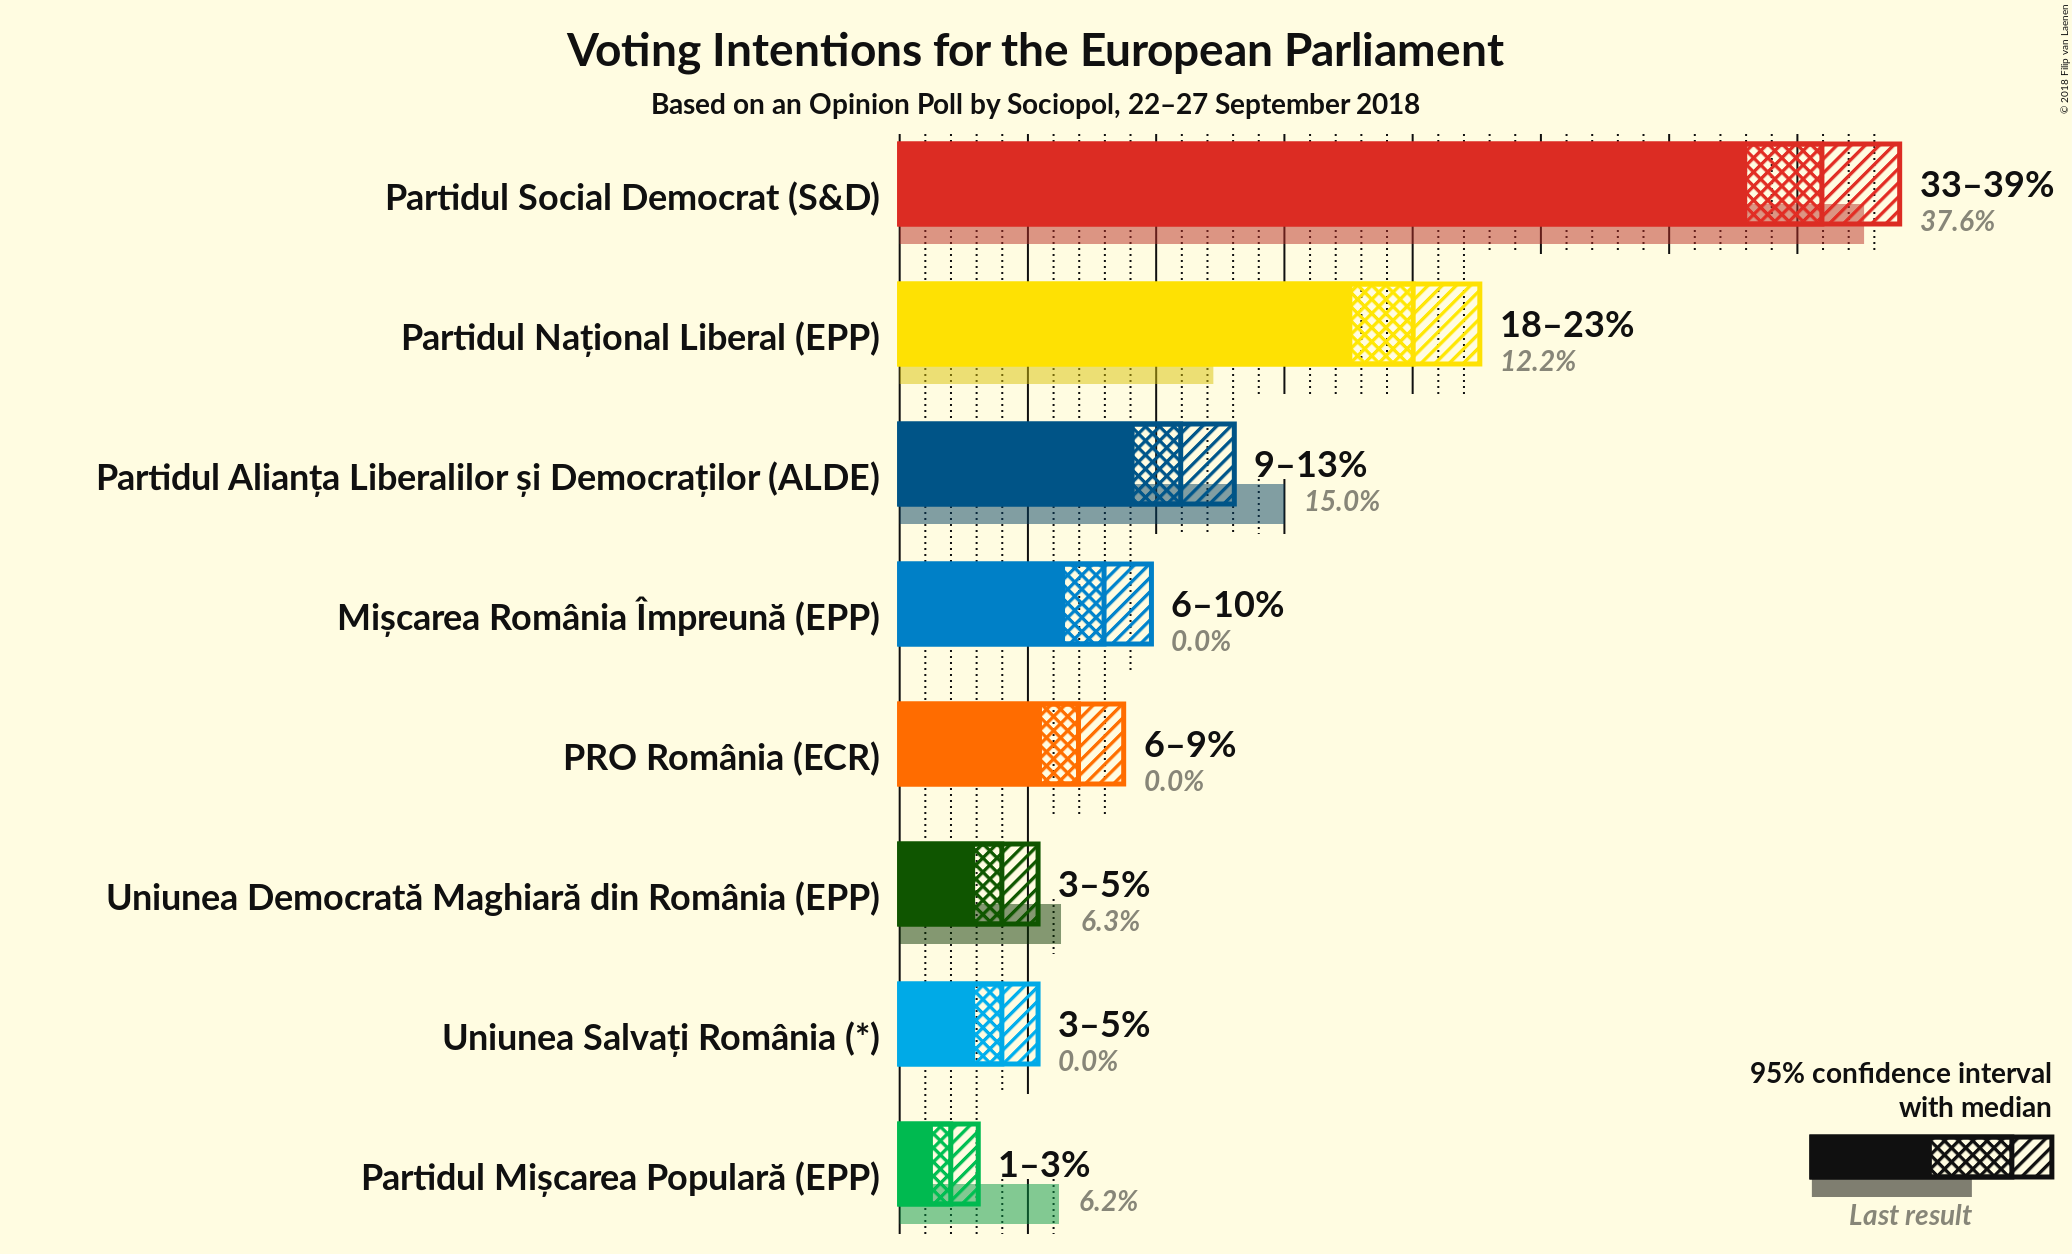 Voting Intentions for the European Parliament
Based on an Opinion Poll by Sociopol, 22–27 September 2018
© 2018 Filip van Laenen
Partidul Social Democrat (S&D)
33–39%
37.6%
Partidul Național Liberal (EPP)
18–23%
12.2%
Partidul Alianța Liberalilor și Democraților (ALDE)
9–13%
15.0%
Mișcarea România Împreună (EPP)
6–10%
0.0%
PRO România (ECR)
6–9%
0.0%
Uniunea Democrată Maghiară din România (EPP)
3–5%
6.3%
Uniunea Salvați România (*)
3–5%
0.0%
Partidul Mișcarea Populară (EPP)
1–3%
6.2%
95% confidence interval
with median
Last result